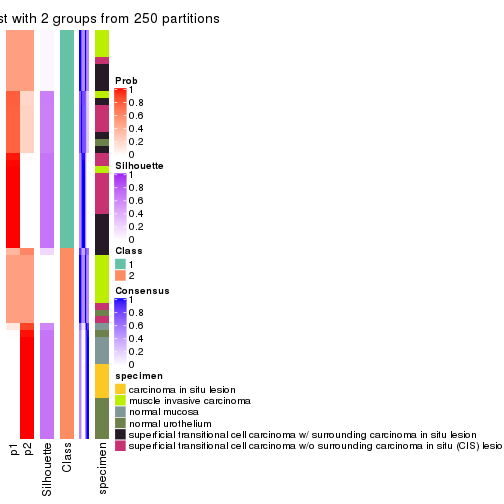 st with 2 groups from 250 partitions
Prob
1
0.8
0.6
0.4
0.2
0
Silhouette
1
0.8
0.6
0.4
0.2
0
Class
1
2
Consensus
1
0.8
0.6
0.4
0.2
0
specimen
carcinoma in situ lesion
muscle invasive carcinoma
normal mucosa
normal urothelium
superficial transitional cell carcinoma w/ surrounding carcinoma in situ lesion
superficial transitional cell carcinoma w/o surrounding carcinoma in situ (CIS) lesio
p1
p2
Silhouette
Class
specimen